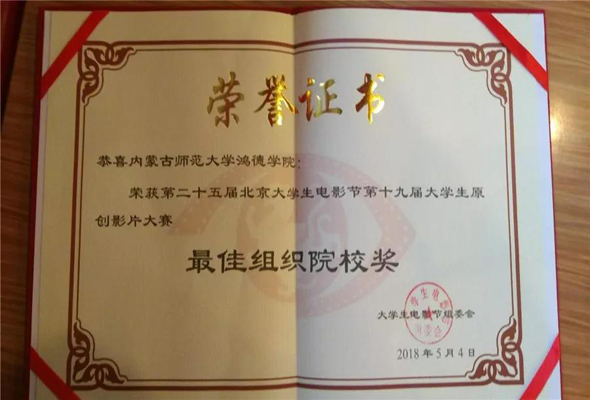 荣誉证书
恭喜内蒙古师范大学鸿德学院：
荣获第二十五届北京大学生电影节第十九届大学生原
创影片大赛
最佳组织院校奖
大学生电影节组委会
2018年5月4日